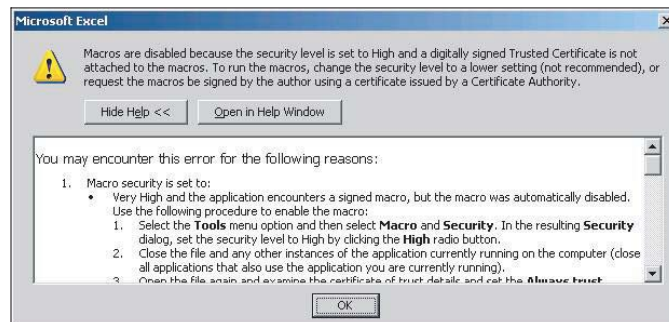 Microsoft Excel
Macros are disabled because the security level is set to High and a digitally signed Trusted Certificate is not
attached to the macros. To run the macros, change the security level to a lower setting (not recommended), or
request the macros be signed by the author using a certificate issued by a Certificate Authority.
Hide Help <<
Open in Help Window
You may encounter this error for the following reasons:
1. Macro security is set to:
• Very High and the application encounters a signed macro, but the macro was automatically disabled.
Use the following procedure to enable the macro:
1. Select the Tools menu option and then select Macro and Security. In the resulting Security
dialog, set the security level to High by clicking the High radio button.
2. Close the file and any other instances of the application currently running on the computer (close
all applications that also use the application you are currently running).
3. Open the file again and examine the certificate of trust details and set the Always trust
OK